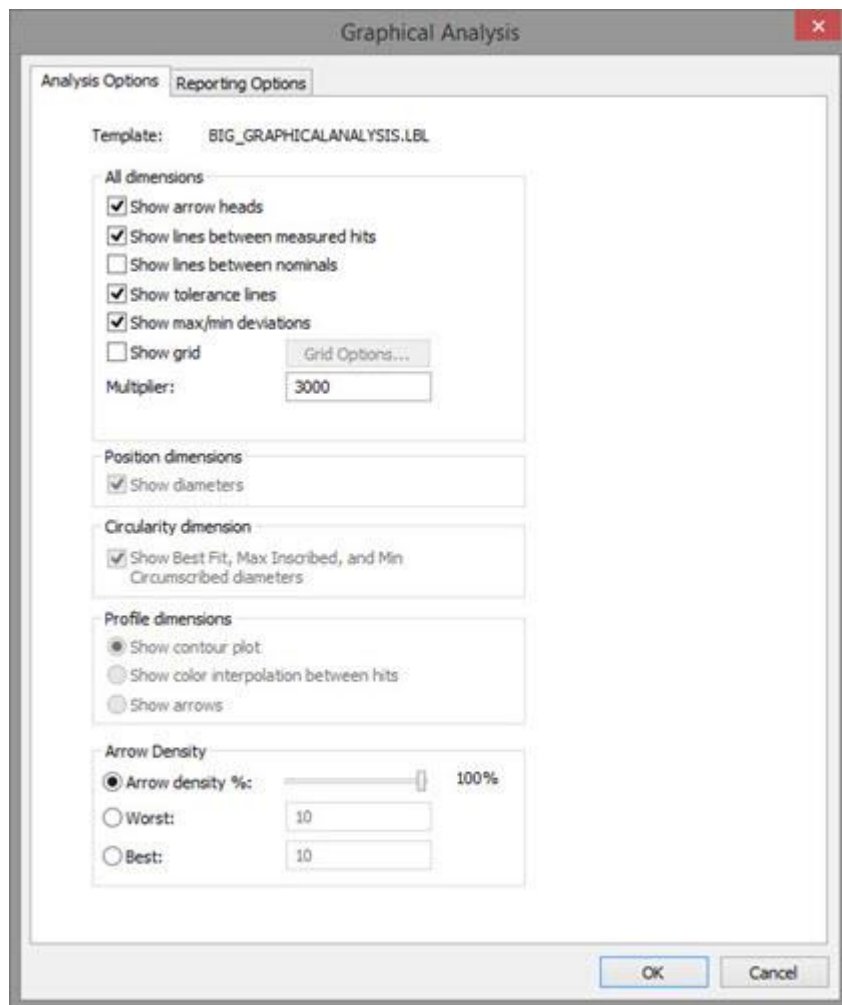 Graphical Analysis
Analysis Options
Reporting Options
Template: BIG_GRAPHICALANALYSIS.LBL
All dimensions
Show arrow heads
Show lines between measured hits
Show lines between nominals
Show tolerance lines
Show max/min deviations
Show grid
Grid Options...
Multiplier: 3000
Position dimensions
Show diameters
Circularity dimension
Show Best Fit, Max Inscribed, and Min
Circumscribed diameters
Profile dimensions
Show contour plot
Show color interpolation between hits
Show arrows
Arrow Density
Arrow density %: 100%
Worst: 10
Best: 10
OK
Cancel